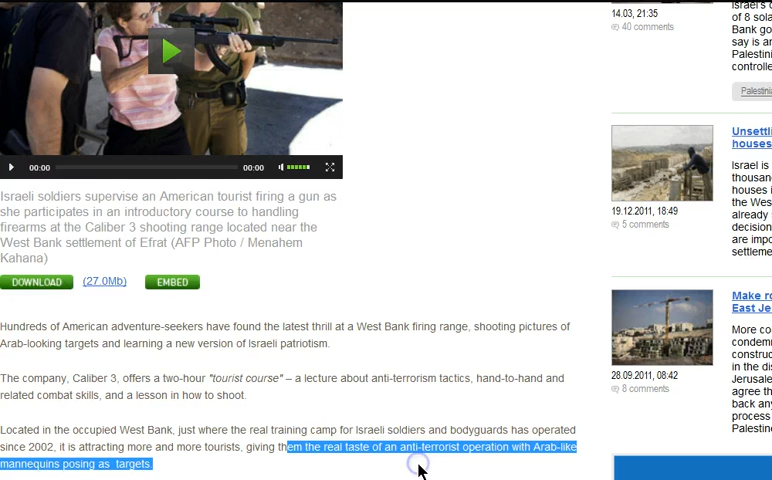 00:00
00:00
Israeli soldiers supervise an American tourist firing a gun as
she participates in an introductory course to handling
firearms at the Caliber 3 shooting range located near the
West Bank settlement of Efrat (AFP Photo / Menahem
Kahana)
DOWNLOAD (27.0Mb) EMBED
Hundreds of American adventure-seekers have found the latest thrill at a West Bank firing range, shooting pictures of
Arab-looking targets and learning a new version of Israeli patriotism.
The company, Caliber 3, offers a two-hour "tourist course" – a lecture about anti-terrorism tactics, hand-to-hand and
related combat skills, and a lesson in how to shoot.
Located in the occupied West Bank, just where the real training camp for Israeli soldiers and bodyguards has operated
since 2002, it is attracting more and more tourists, giving them the real taste of an anti-terrorist operation with Arab-like
mannequins posing as targets.
14.03, 21:35
40 comments
Israel's
of 8 sola
Bank go
say is an
Palestini
controlle
Palestini
19.12.2011, 18:49
5 comments
Unsettli
houses
Israel is
thousan
houses i
the Wes
already
decision
are impo
settleme
28.09.2011, 08:42
8 comments
Make ro
East Je
More co
condemn
construc
in the dis
Jerusale
agree th
back any
process
Palestine